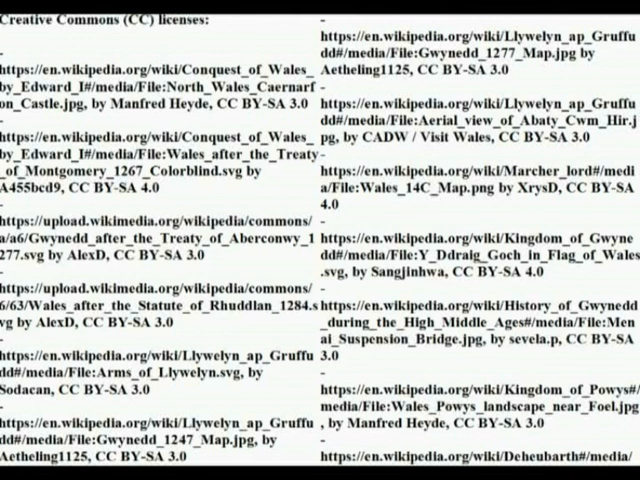 Creative Commons (CC) licenses:
-
https://en.wikipedia.org/wiki/Conquest_of_Wales_
by_Edward_I#/media/File:North_Wales_Caernarf
on_Castle.jpg, by Manfred Heyde, CC BY-SA 3.0
-
https://en.wikipedia.org/wiki/Conquest_of_Wales_
by_Edward_I#/media/File:Wales_after_the_Treaty
_of_Montgomery_1267_Colorblind.svg by
A455bcd9, CC BY-SA 4.0
-
https://upload.wikimedia.org/wikipedia/commons/
a/a6/Gwynedd_after_the_Treaty_of_Aberconwy_1
277.svg by AlexD, CC BY-SA 3.0
-
https://upload.wikimedia.org/wikipedia/commons/
6/63/Wales_after_the_Statute_of_Rhuddlan_1284.s
vg by AlexD, CC BY-SA 3.0
-
https://en.wikipedia.org/wiki/Llywelyn_ap_Gruffu
dd#/media/File:Arms_of_Llywelyn.svg, by
Sodacan, CC BY-SA 3.0
-
https://en.wikipedia.org/wiki/Llywelyn_ap_Gruffu
dd#/media/File:Gwynedd_1247_Map.jpg, by
Aetheling1125, CC BY-SA 3.0
-
https://en.wikipedia.org/wiki/Llywelyn_ap_Gruffu
dd#/media/File:Gwynedd_1277_Map.jpg by
Aetheling1125, CC BY-SA 3.0
-
https://en.wikipedia.org/wiki/Llywelyn_ap_Gruffu
dd#/media/File:Aerial_view_of_Abaty_Cwm_Hir.j
pg, by CADW / Visit Wales, CC BY-SA 3.0
-
https://en.wikipedia.org/wiki/Marcher_lord#/medi
a/File:Wales_14C_Map.png by XrysD, CC BY-SA
4.0
-
https://en.wikipedia.org/wiki/Kingdom_of_Gwyne
dd#/media/File:Y_Ddraig_Goch_in_Flag_of_Wales
.svg, by Sangjinhwa, CC BY-SA 4.0
-
https://en.wikipedia.org/wiki/History_of_Gwynedd
_during_the_High_Middle_Ages#/media/File:Men
ai_Suspension_Bridge.jpg, by sevela.p, CC BY-SA
3.0
-
https://en.wikipedia.org/wiki/Kingdom_of_Powys#/
media/File:Wales_Powys_landscape_near_Foel.jpg
, by Manfred Heyde, CC BY-SA 3.0
-
https://en.wikipedia.org/wiki/Deheubarth#/media/